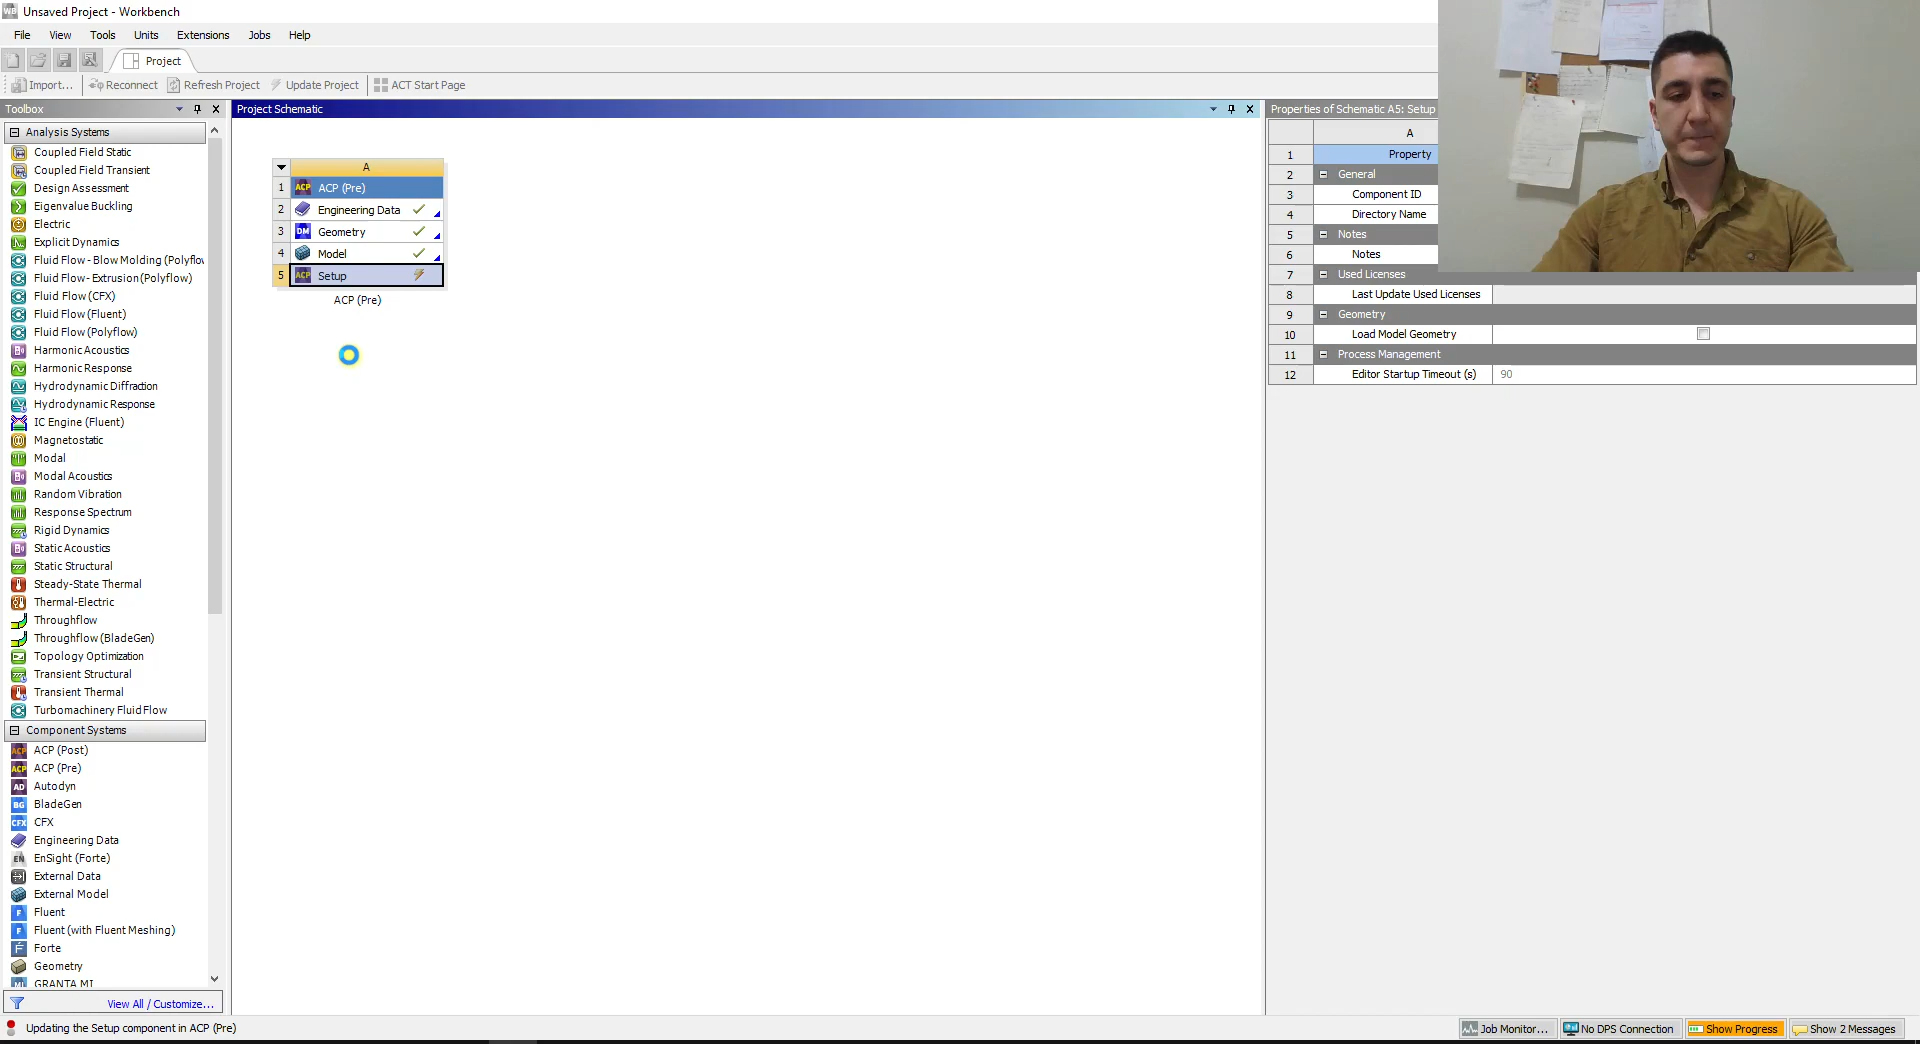 Unsaved Project - Workbench
File View Tools Units Extensions Jobs Help
Project
Import... Reconnect Refresh Project Update Project ACT Start Page
Toolbox
Analysis Systems
Coupled Field Static
Coupled Field Transient
Design Assessment
Eigenvalue Buckling
Electric
Explicit Dynamics
Fluid Flow - Blow Molding (Polyflow
Fluid Flow- Extrusion (Polyflow)
Fluid Flow (CFX)
Fluid Flow (Fluent)
Fluid Flow (Polyflow)
Harmonic Acoustics
Harmonic Response
Hydrodynamic Diffraction
Hydrodynamic Response
IC Engine (Fluent)
Magnetostatic
Modal
Modal Acoustics
Random Vibration
Response Spectrum
Rigid Dynamics
Static Acoustics
Static Structural
Steady-State Thermal
Thermal-Electric
Throughflow
Throughflow (BladeGen)
Topology Optimization
Transient Structural
Transient Thermal
Turbomachinery Fluid Flow
Component Systems
ACP (Post)
ACP (Pre)
Autodyn
BladeGen
CFX
Engineering Data
EnSight (Forte)
External Data
External Model
Fluent
Fluent (with Fluent Meshing)
Forte
Geometry
GRANTA MI
View All / Customize...
Project Schematic
A
1 ACP ACP (Pre)
2 Engineering Data
3 DM Geometry
4 Model
5 ACP Setup
ACP (Pre)
Properties of Schematic A5: Setup
A
1 Property
2 General
3 Component ID
4 Directory Name
5 Notes
6 Notes
7 Used Licenses
8 Last Update Used Licenses
9 Geometry
10 Load Model Geometry
11 Process Management
12 Editor Startup Timeout (s) 90
Updating the Setup component in ACP (Pre)
Job Monitor... No DPS Connection Show Progress Show 2 Messages